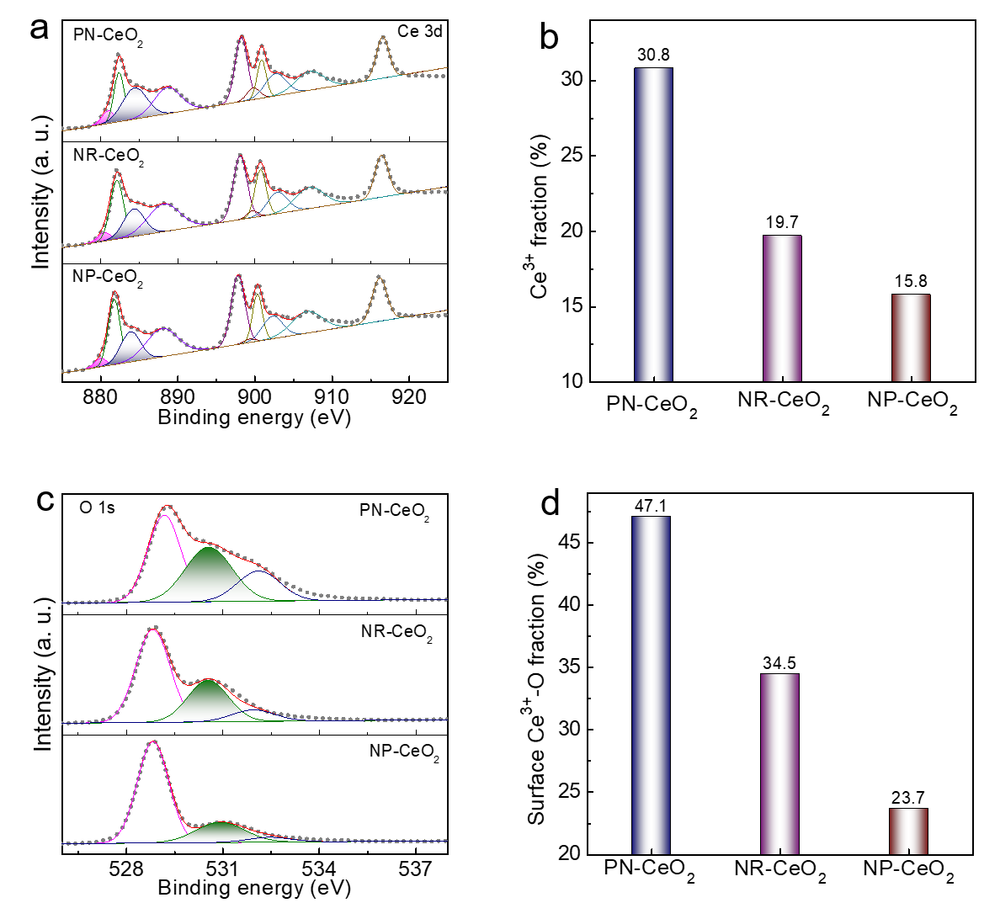 a
PN-CeO₂
Ce 3d
NR-CeO₂
NP-CeO₂
Intensity (a. u.)
880 890 900 910 920
Binding energy (eV)
b
30.8
19.7
15.8
30
25
20
15
10
Ce³⁺ fraction (%)
PN-CeO₂ NR-CeO₂ NP-CeO₂
c
O 1s
PN-CeO₂
NR-CeO₂
NP-CeO₂
Intensity (a. u.)
528 531 534 537
Binding energy (eV)
d
47.1
34.5
23.7
45
40
35
30
25
20
Surface Ce³⁺-O fraction (%)
PN-CeO₂ NR-CeO₂ NP-CeO₂